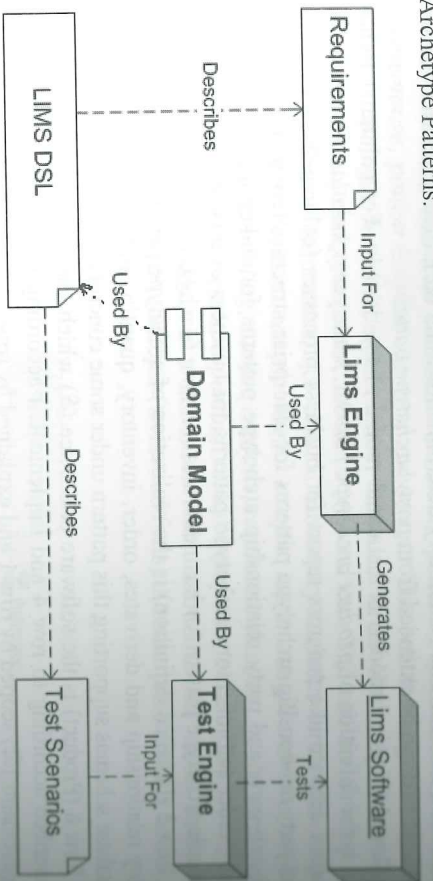 Archetype Patterns.
Requirements
Input For
Lims Engine
Generates
Lims Software
Describes
Used By
Tests
Domain Model
Used By
Test Engine
Used By
Input For
LIMS DSL
Describes
Test Scenarios